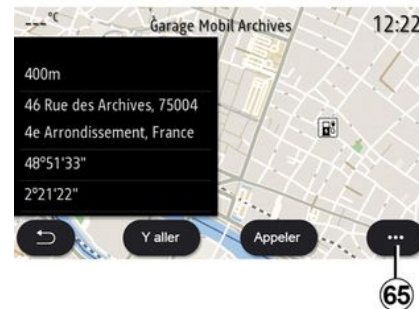 ---°C
Garage Mobil Archives
12:22
400m
46 Rue des Archives, 75004
4e Arrondissement, France
48°51'33"
2°21'22"
Y aller
Appeler
65